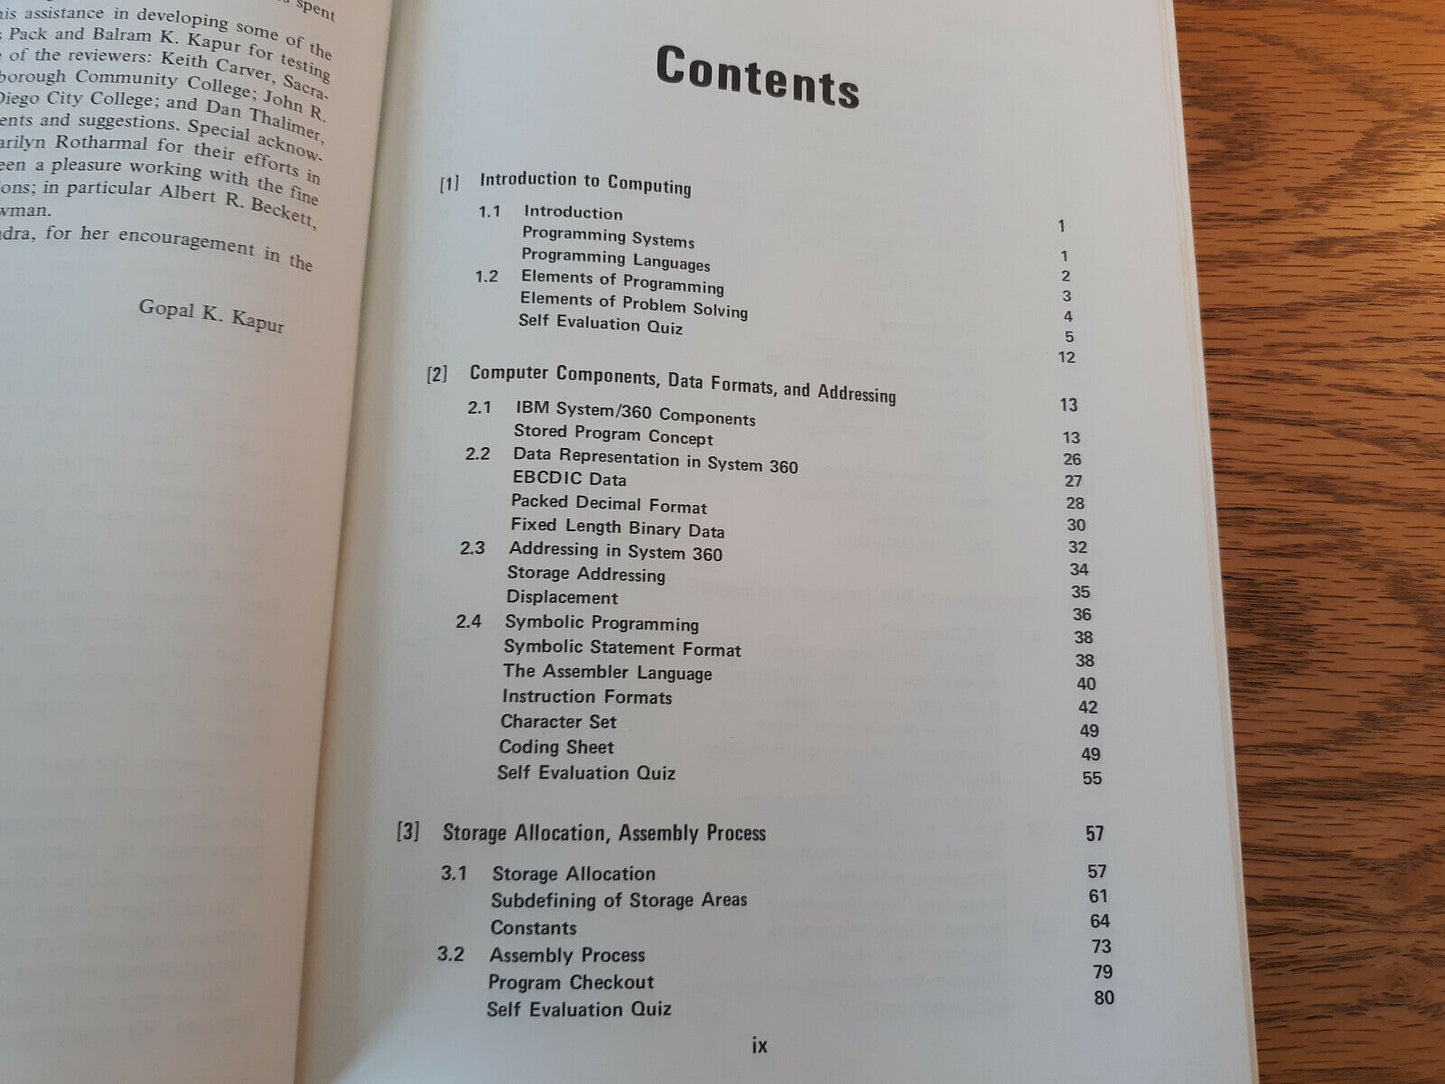 spent
his assistance in developing some of the
Pack and Balram K. Kapur for testing
of the reviewers: Keith Carver, Sacra-
borough Community College; John R.
Diego City College; and Dan Thalimer,
ents and suggestions. Special acknow-
arilyn Rotharmal for their efforts in
een a pleasure working with the fine
ions; in particular Albert R. Beckett,
wman.
dra, for her encouragement in the
Gopal K. Kapur
Contents
[1] Introduction to Computing 1
1.1 Introduction 1
Programming Systems 2
Programming Languages 3
1.2 Elements of Programming 4
Elements of Problem Solving 5
Self Evaluation Quiz 12
[2] Computer Components, Data Formats, and Addressing 13
2.1 IBM System/360 Components 13
Stored Program Concept 26
2.2 Data Representation in System 360 27
EBCDIC Data 28
Packed Decimal Format 30
Fixed Length Binary Data 32
2.3 Addressing in System 360 34
Storage Addressing 35
Displacement 36
2.4 Symbolic Programming 38
Symbolic Statement Format 38
The Assembler Language 40
Instruction Formats 42
Character Set 49
Coding Sheet 49
Self Evaluation Quiz 55
[3] Storage Allocation, Assembly Process 57
3.1 Storage Allocation 57
Subdefining of Storage Areas 61
Constants 64
3.2 Assembly Process 73
Program Checkout 79
Self Evaluation Quiz 80
ix